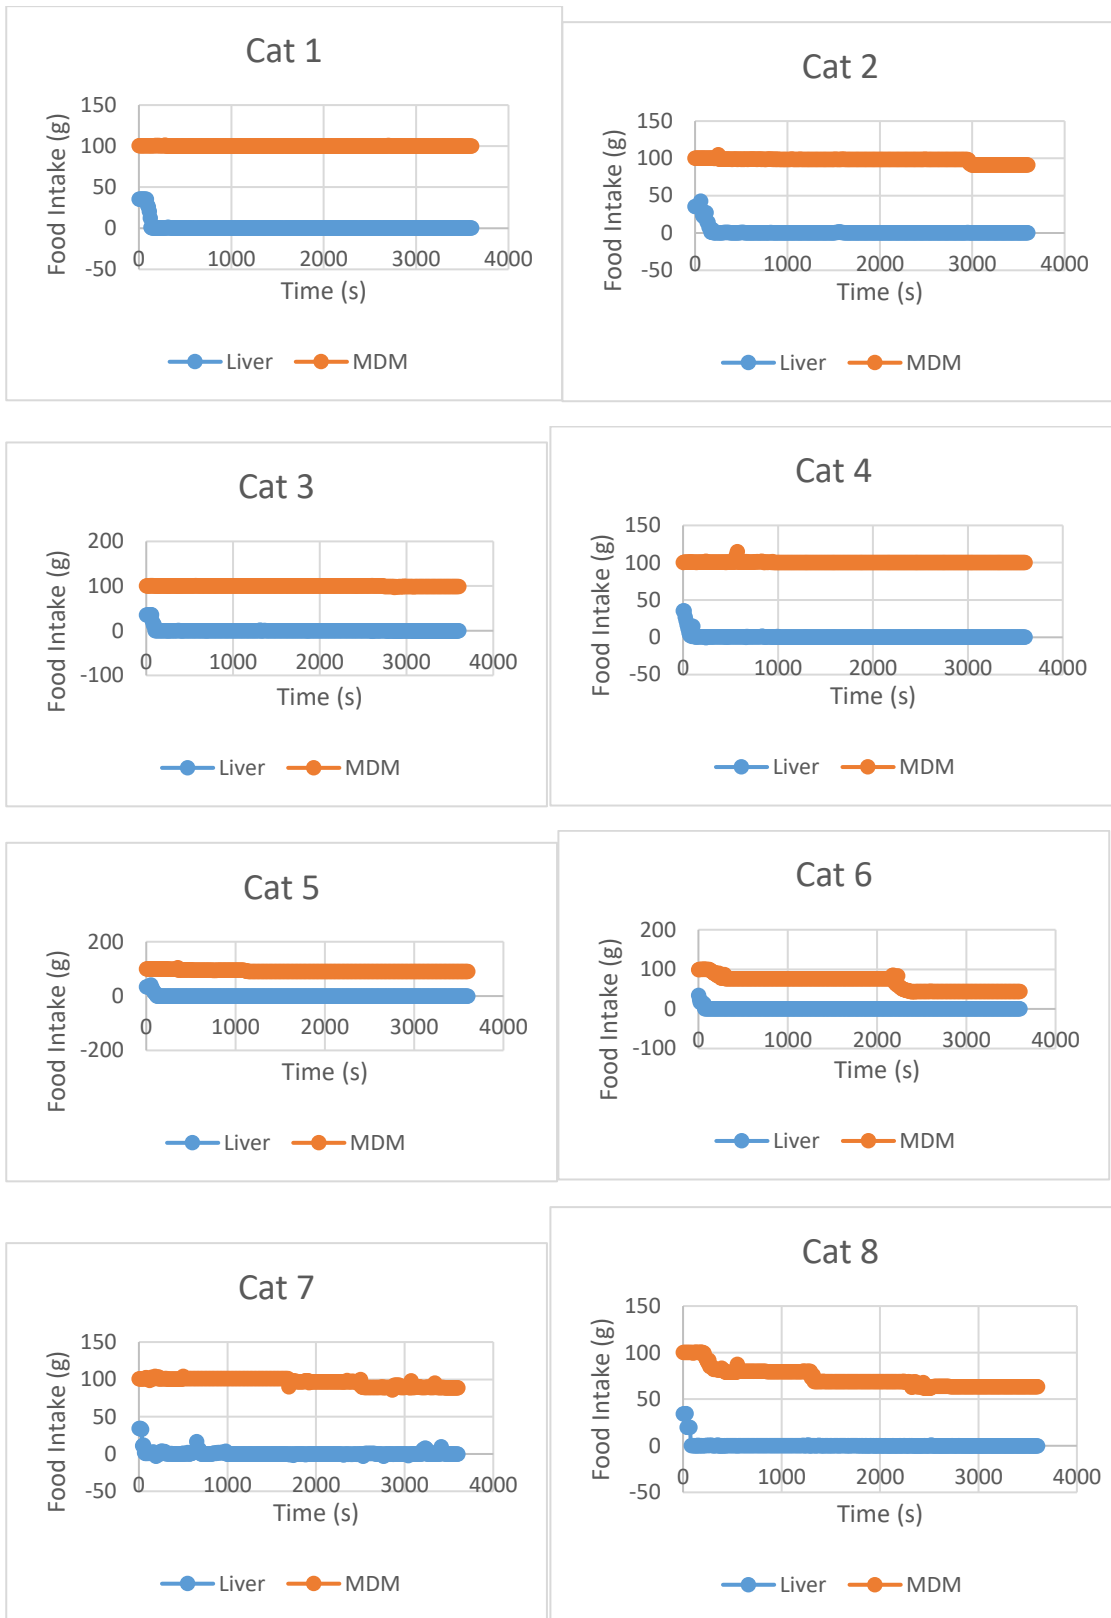 Cat 1
150
100
50
0
-50
0 1000 2000 3000 4000
Food Intake (g)
Time (s)
Liver MDM
Cat 2
150
100
50
0
-50
0 1000 2000 3000 4000
Food Intake (g)
Time (s)
Liver MDM
Cat 3
200
100
0
-100
0 1000 2000 3000 4000
Food Intake (g)
Time (s)
Liver MDM
Cat 4
150
100
50
0
-50
0 1000 2000 3000 4000
Food Intake (g)
Time (s)
Liver MDM
Cat 5
200
0
-200
0 1000 2000 3000 4000
Food Intake (g)
Time (s)
Liver MDM
Cat 6
200
100
0
-100
0 1000 2000 3000 4000
Food Intake (g)
Time (s)
Liver MDM
Cat 7
150
100
50
0
-50
0 1000 2000 3000 4000
Food Intake (g)
Time (s)
Liver MDM
Cat 8
150
100
50
0
-50
0 1000 2000 3000 4000
Food Intake (g)
Time (s)
Liver MDM